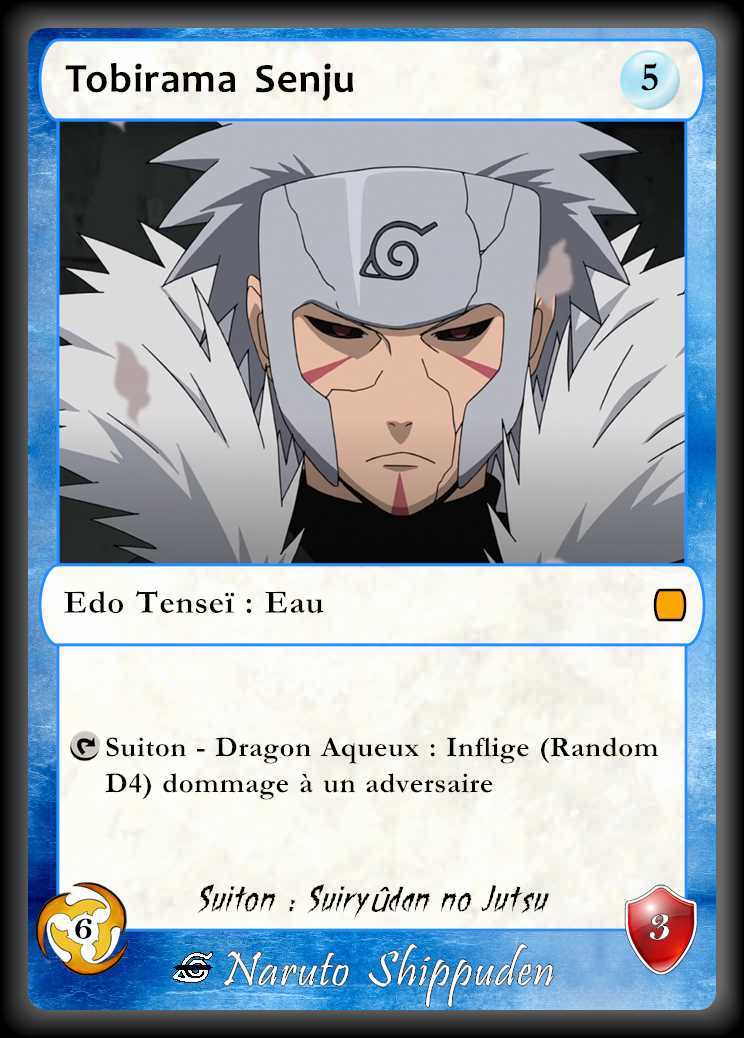 Tobirama Senju
5
Edo Tenseï : Eau
Suiton - Dragon Aqueux : Inflige (Random
D4) dommage à un adversaire
Suiton : Suiryûdan no Jutsu
6
3
Naruto Shippuden